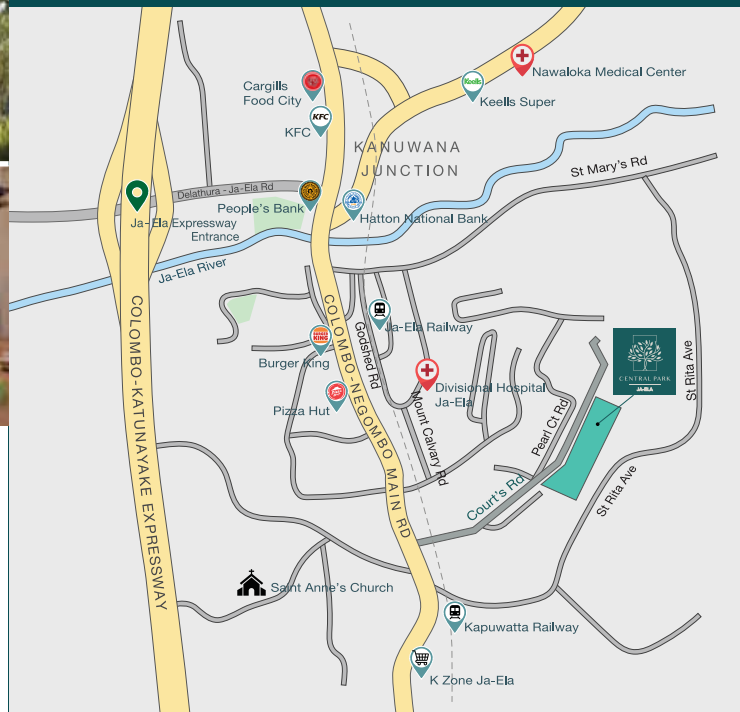 Nawaloka Medical Center
Cargills
Food City
Keells
Keells Super
KFC
KFC
KANUWANA
JUNCTION
St Mary's Rd
Delathura - Ja-Ela Rd
People's Bank
Hatton National Bank
Ja-Ela Expressway
Entrance
Ja-Ela River
COLOMBO-KATUNAYAKE EXPRESSWAY
COLOMBO-NEGOMBO MAIN RD
Godshed Rd
Ja-Ela Railway
BURGER
KING
Burger King
Divisional Hospital
Ja-Ela
Mount Calvary Rd
Pizza Hut
CENTRAL PARK
JA-ELA
St Rita Ave
Pearl Ct Rd
Court's Rd
St Rita Ave
Saint Anne's Church
Kapuwatta Railway
K Zone Ja-Ela